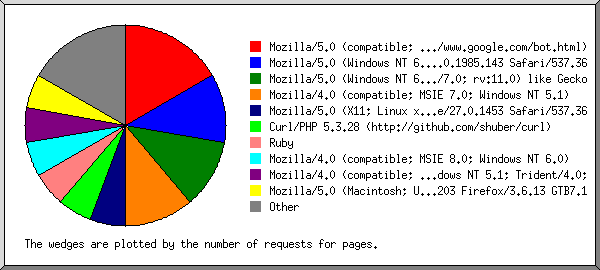 Mozilla/5.0 (compatible; .../www.google.com/bot.html)
Mozilla/5.0 (Windows NT 6....0.1985.143 Safari/537.36
Mozilla/5.0 (Windows NT 6.../7.0; rv:11.0) like Gecko
Mozilla/4.0 (compatible; MSIE 7.0; Windows NT 5.1)
Mozilla/5.0 (X11; Linux x...e/27.0.1453 Safari/537.36
Curl/PHP 5.3.28 (http://github.com/shuber/curl)
Ruby
Mozilla/4.0 (compatible; MSIE 8.0; Windows NT 6.0)
Mozilla/4.0 (compatible; ...dows NT 5.1; Trident/4.0;
Mozilla/5.0 (Macintosh; U...203 Firefox/3.6.13 GTB7.1
Other
The wedges are plotted by the number of requests for pages.